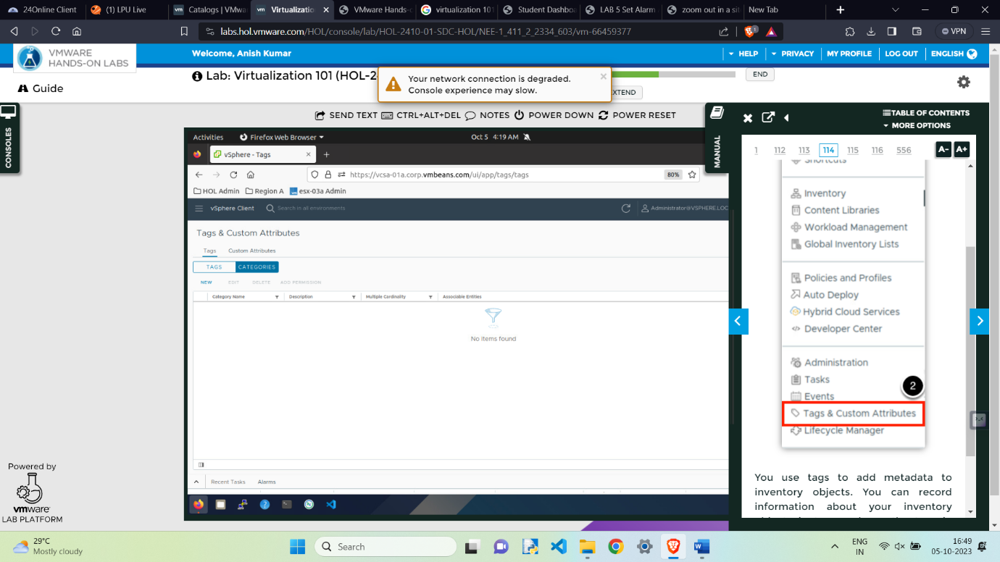 24Online Client
(1) LPU Live
Catalogs | VMwa
Virtualizatio
VMware Hands-o
virtualization 101
Student Dashboa
LAB 5 Set Alarm
zoom out in a sit
New Tab
labs.hol.vmware.com/HOL/console/lab/HOL-2410-01-SDC-HOL/NEE-1_411_2_2334_603/vm-66459377
1
VPN
VMWARE
HANDS-ON LABS
Welcome, Anish Kumar
HELP
PRIVACY
MY PROFILE
LOG OUT
ENGLISH
Lab: Virtualization 101 (HOL-2
END
Guide
Your network connection is degraded.
Console experience may slow.
XTEND
SEND TEXT
CTRL+ALT+DEL
NOTES
POWER DOWN
POWER RESET
CONSOLES
MANUAL
TABLE OF CONTENTS
MORE OPTIONS
Activities
Firefox Web Browser
Oct 5 4:19 AM
vSphere - Tags
https://vcsa-01a.corp.vmbeans.com/ui/app/tags/tags
80%
HOL Admin
Region A
esx-03a Admin
vSphere Client
Search in all environments
Administrator@VSPHERE.LOC
Tags & Custom Attributes
Tags
Custom Attributes
TAGS
CATEGORIES
NEW
EDIT
DELETE
ADD PERMISSION
Category Name
Description
Multiple Cardinality
Associable Entities
No items found
Recent Tasks
Alarms
1 112 113 114 115 116 556
A- A+
Shortcuts
Inventory
Content Libraries
Workload Management
Global Inventory Lists
Policies and Profiles
Auto Deploy
Hybrid Cloud Services
Developer Center
Administration
Tasks
2
Events
Tags & Custom Attributes
Lifecycle Manager
You use tags to add metadata to
inventory objects. You can record
information about your inventory
Powered by
vmware
LAB PLATFORM
29°C
Mostly cloudy
Search
ENG
IN
16:49
05-10-2023